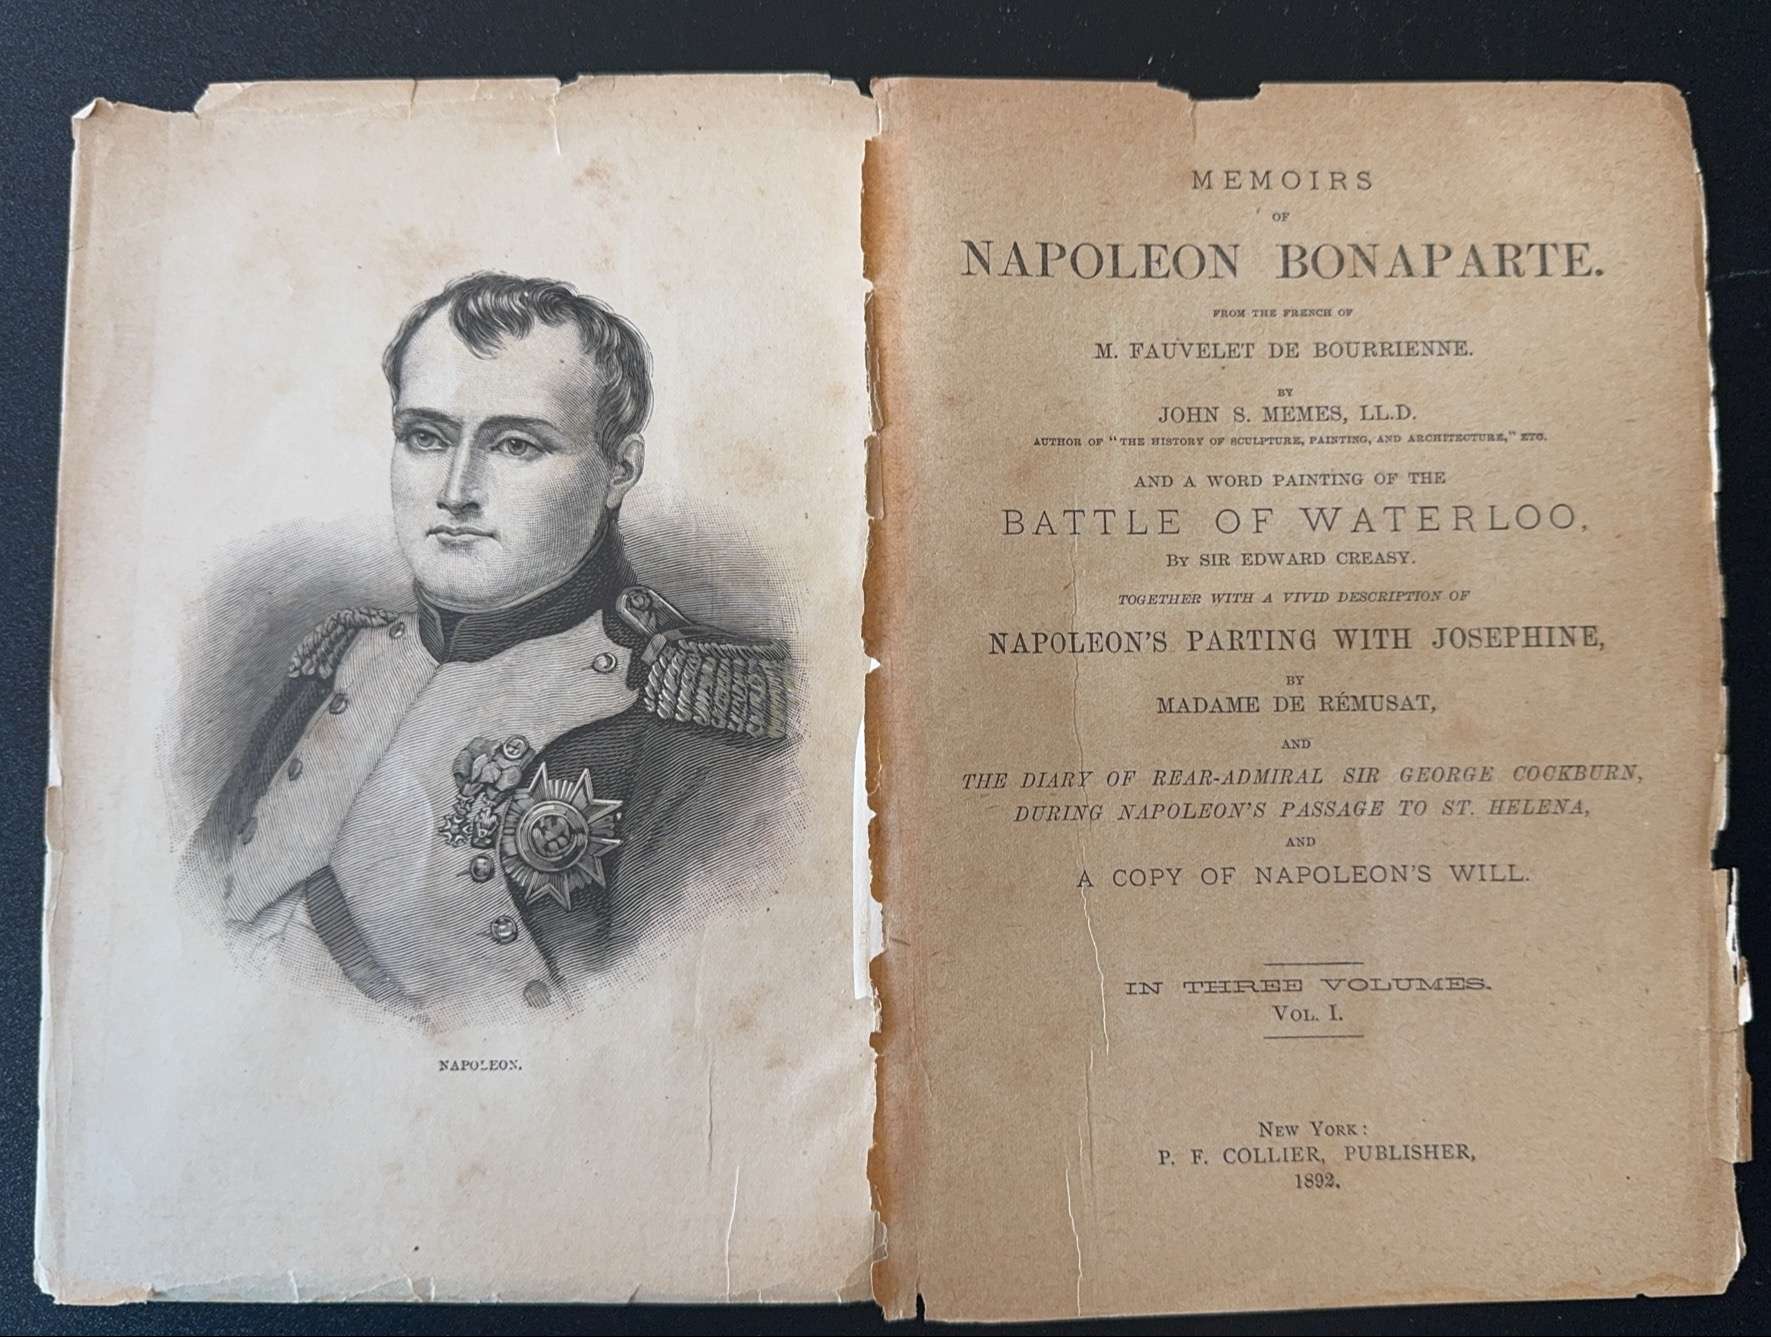 NAPOLEON.
MEMOIRS
OF
NAPOLEON BONAPARTE.
FROM THE FRENCH OF
M. FAUVELET DE BOURRIENNE.
BY
JOHN S. MEMES, LL.D.
AUTHOR OF "THE HISTORY OF SCULPTURE, PAINTING, AND ARCHITECTURE," ETC.
AND A WORD PAINTING OF THE
BATTLE OF WATERLOO,
BY SIR EDWARD CREASY.
TOGETHER WITH A VIVID DESCRIPTION OF
NAPOLEON'S PARTING WITH JOSEPHINE,
BY
MADAME DE RÉMUSAT,
AND
THE DIARY OF REAR-ADMIRAL SIR GEORGE COCKBURN,
DURING NAPOLEON'S PASSAGE TO ST. HELENA,
AND
A COPY OF NAPOLEON'S WILL.
IN THREE VOLUMES.
VOL. I.
NEW YORK:
P. F. COLLIER, PUBLISHER,
1892.